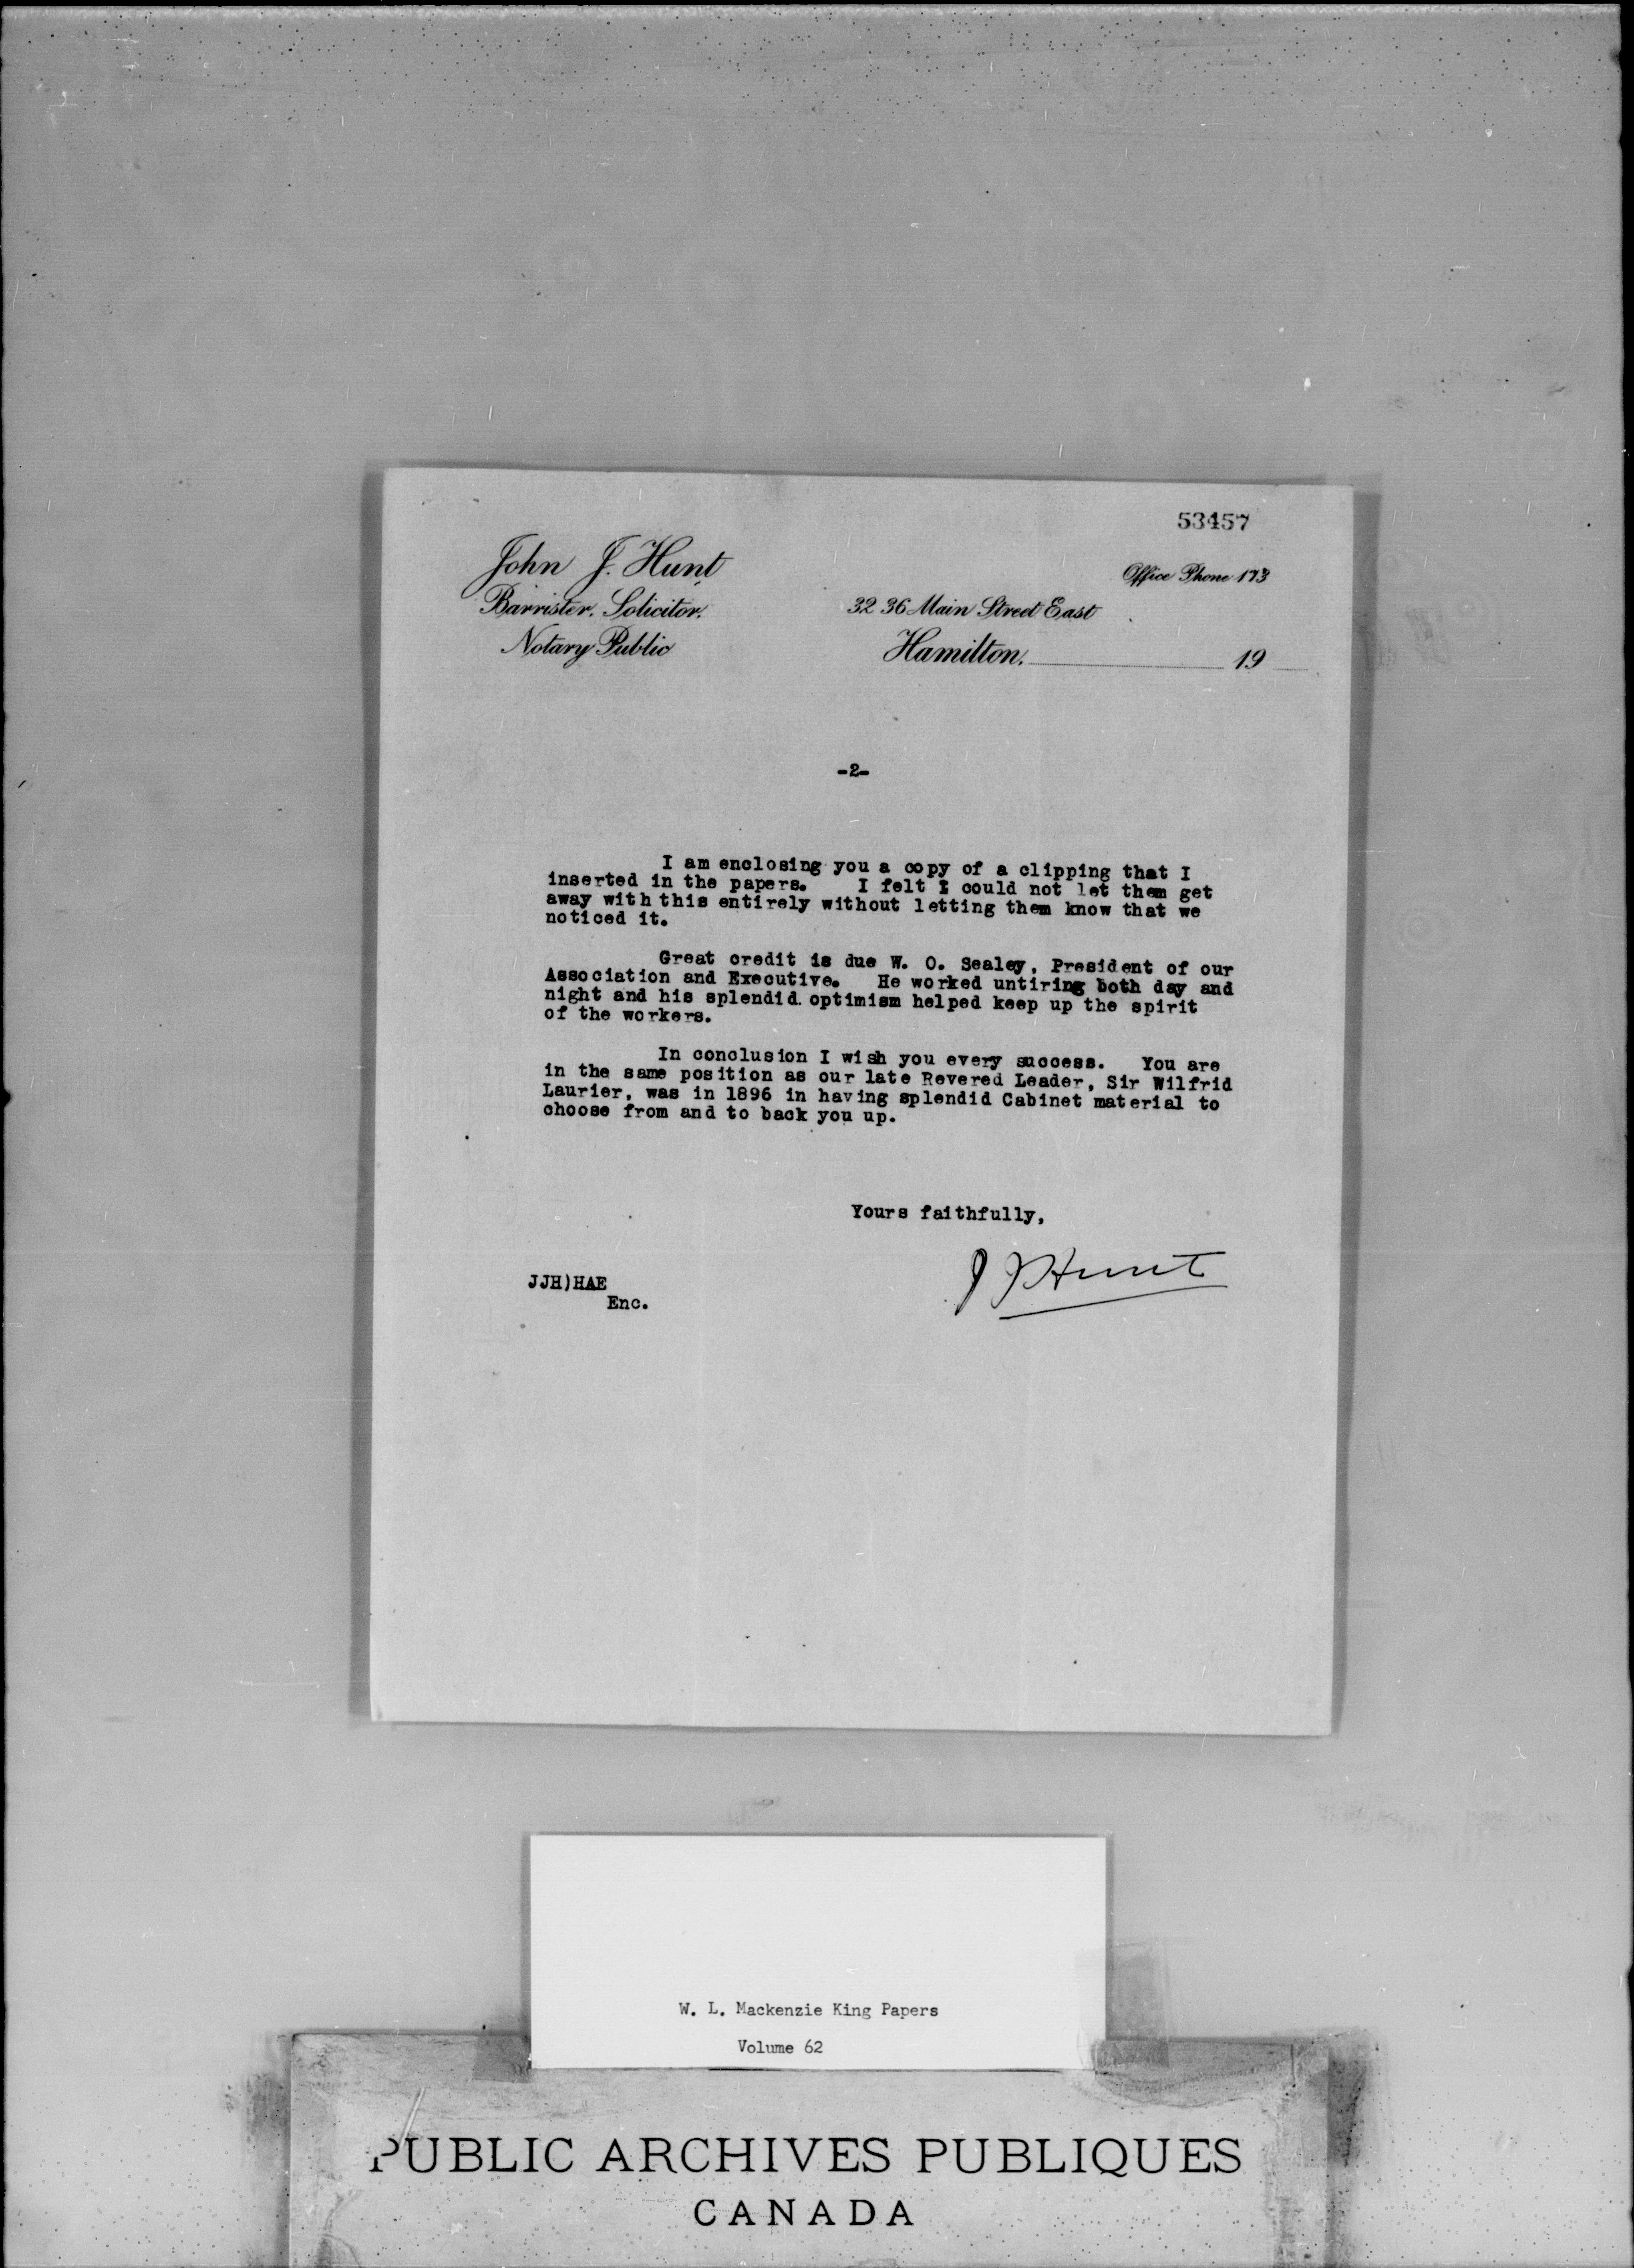 53457
John J. Hunt
Office Phone 173
Barrister. Solicitor.
32 36 Main Street East
Notary Public
Hamilton. 19
-2-
I am enclosing you a copy of a clipping that I
inserted in the papers. I felt I could not let them get
away with this entirely without letting them know that we
noticed it.
Great credit is due W. O. Sealey, President of our
Association and Executive. He worked untiring both day and
night and his splendid optimism helped keep up the spirit
of the workers.
In conclusion I wish you every success. You are
in the same position as our late Revered Leader, Sir Wilfrid
Laurier, was in 1896 in having splendid Cabinet material to
choose from and to back you up.
Yours faithfully,
J J Hunt
JJH)HAE
Enc.
W. L. Mackenzie King Papers
Volume 62
PUBLIC ARCHIVES PUBLIQUES
CANADA